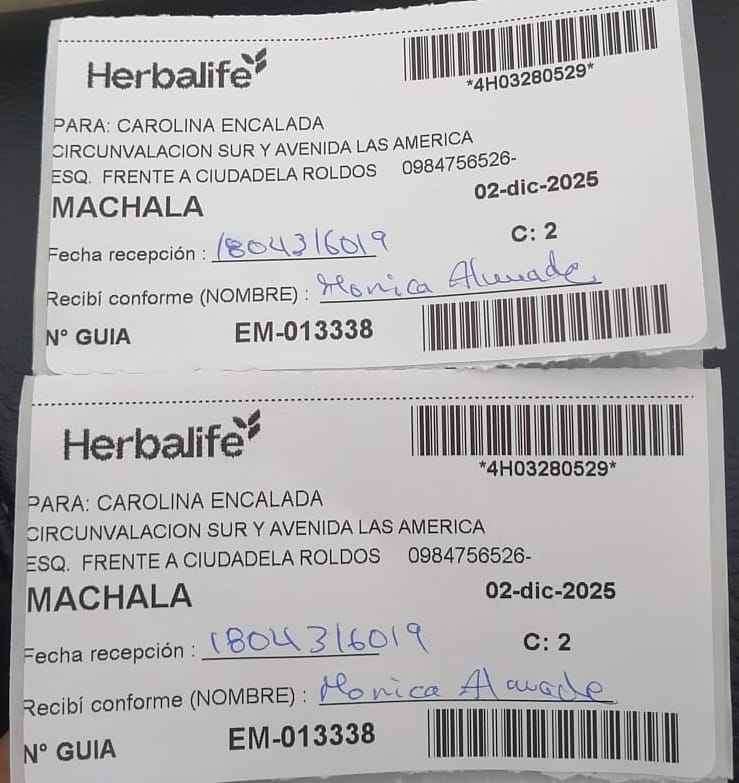 Herbalife
*4H03280529*
PARA: CAROLINA ENCALADA
CIRCUNVALACION SUR Y AVENIDA LAS AMERICA
ESQ. FRENTE A CIUDADELA ROLDOS 0984756526-
MACHALA 02-dic-2025
Fecha recepción : 1804316019 C: 2
Recibí conforme (NOMBRE) : Monica
N° GUIA EM-013338
Herbalife
*4H03280529*
PARA: CAROLINA ENCALADA
CIRCUNVALACION SUR Y AVENIDA LAS AMERICA
ESQ. FRENTE A CIUDADELA ROLDOS 0984756526-
MACHALA 02-dic-2025
Fecha recepción : 1804316019 C: 2
Recibí conforme (NOMBRE) : Monica
N° GUIA EM-013338